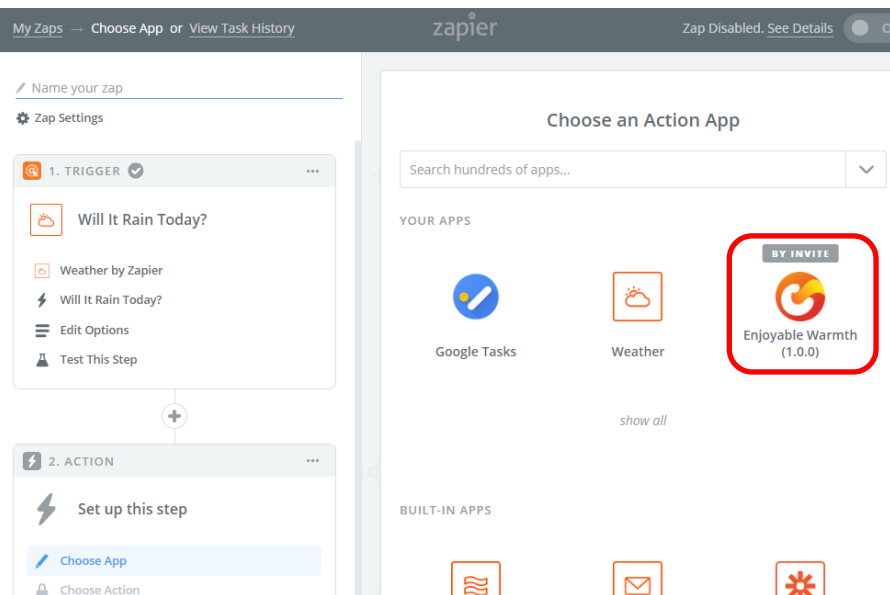 My Zaps → Choose App or View Task History
zapier
Zap Disabled. See Details
Name your zap
Zap Settings
1. TRIGGER
Will It Rain Today?
Weather by Zapier
Will It Rain Today?
Edit Options
Test This Step
2. ACTION
Set up this step
Choose App
Choose Action
Choose an Action App
Search hundreds of apps...
YOUR APPS
Google Tasks
Weather
BY INVITE
Enjoyable Warmth
(1.0.0)
show all
BUILT-IN APPS